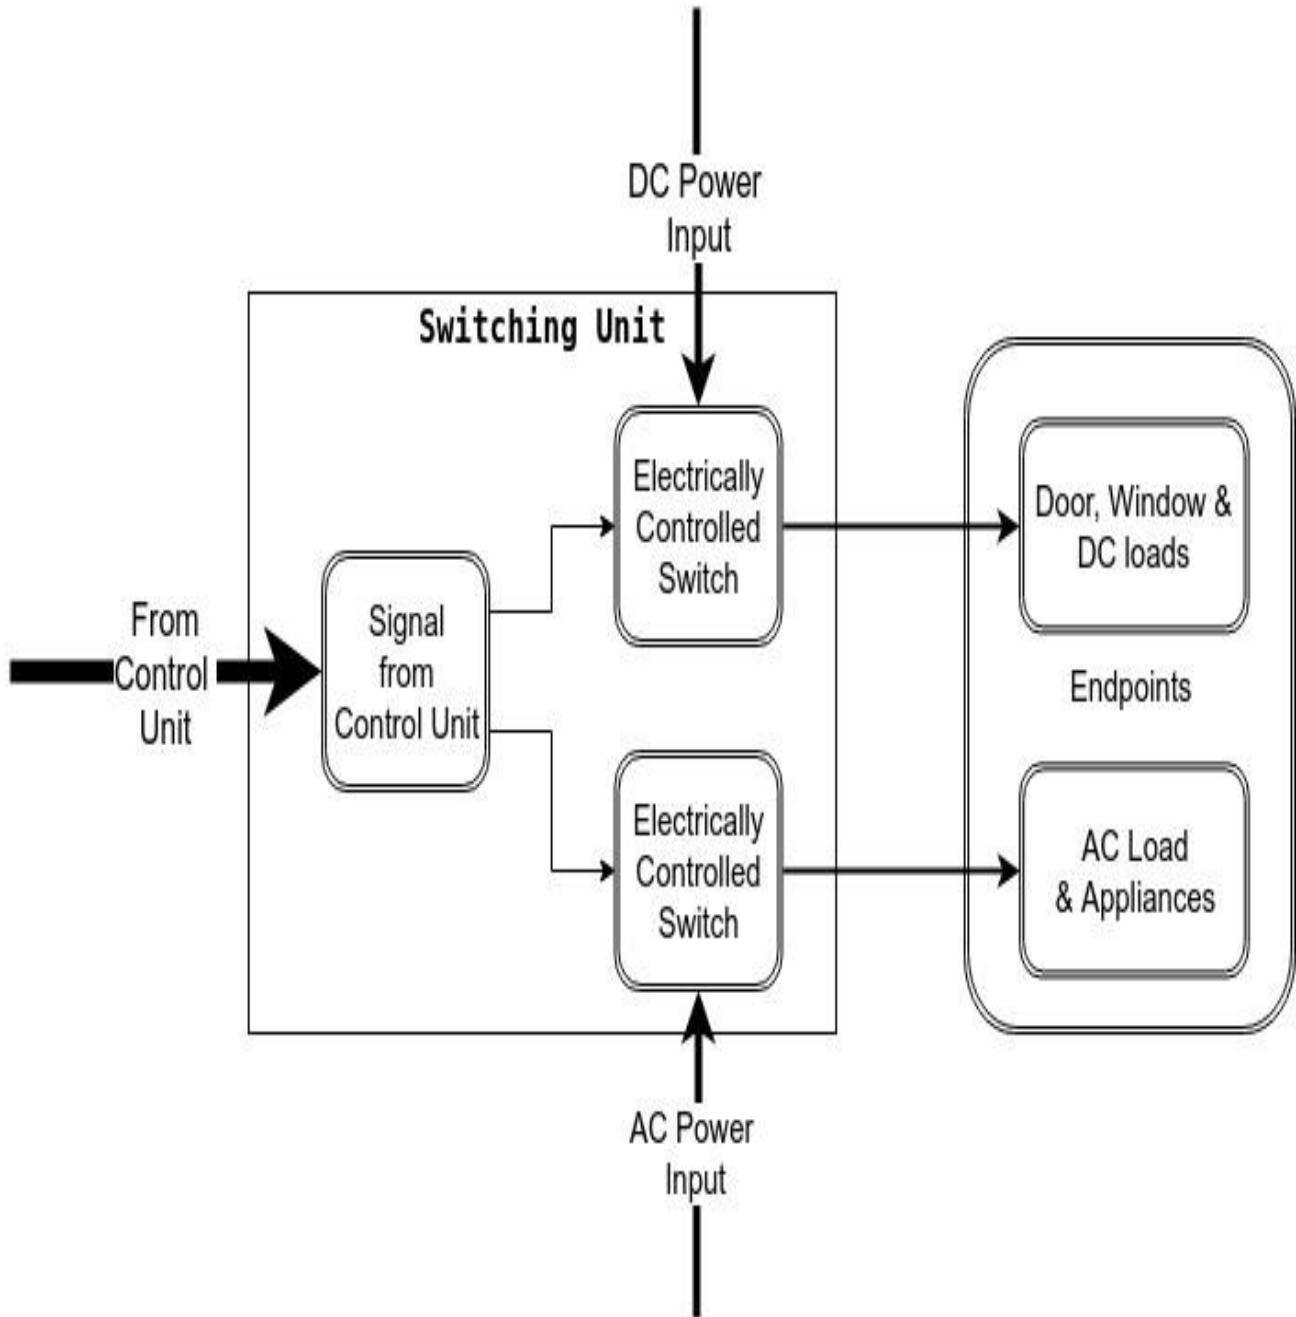 DC Power
Input
Switching Unit
Electrically
Controlled
Switch
Door, Window &
DC loads
From
Control
Unit
Signal
from
Control Unit
Endpoints
Electrically
Controlled
Switch
AC Load
& Appliances
AC Power
Input